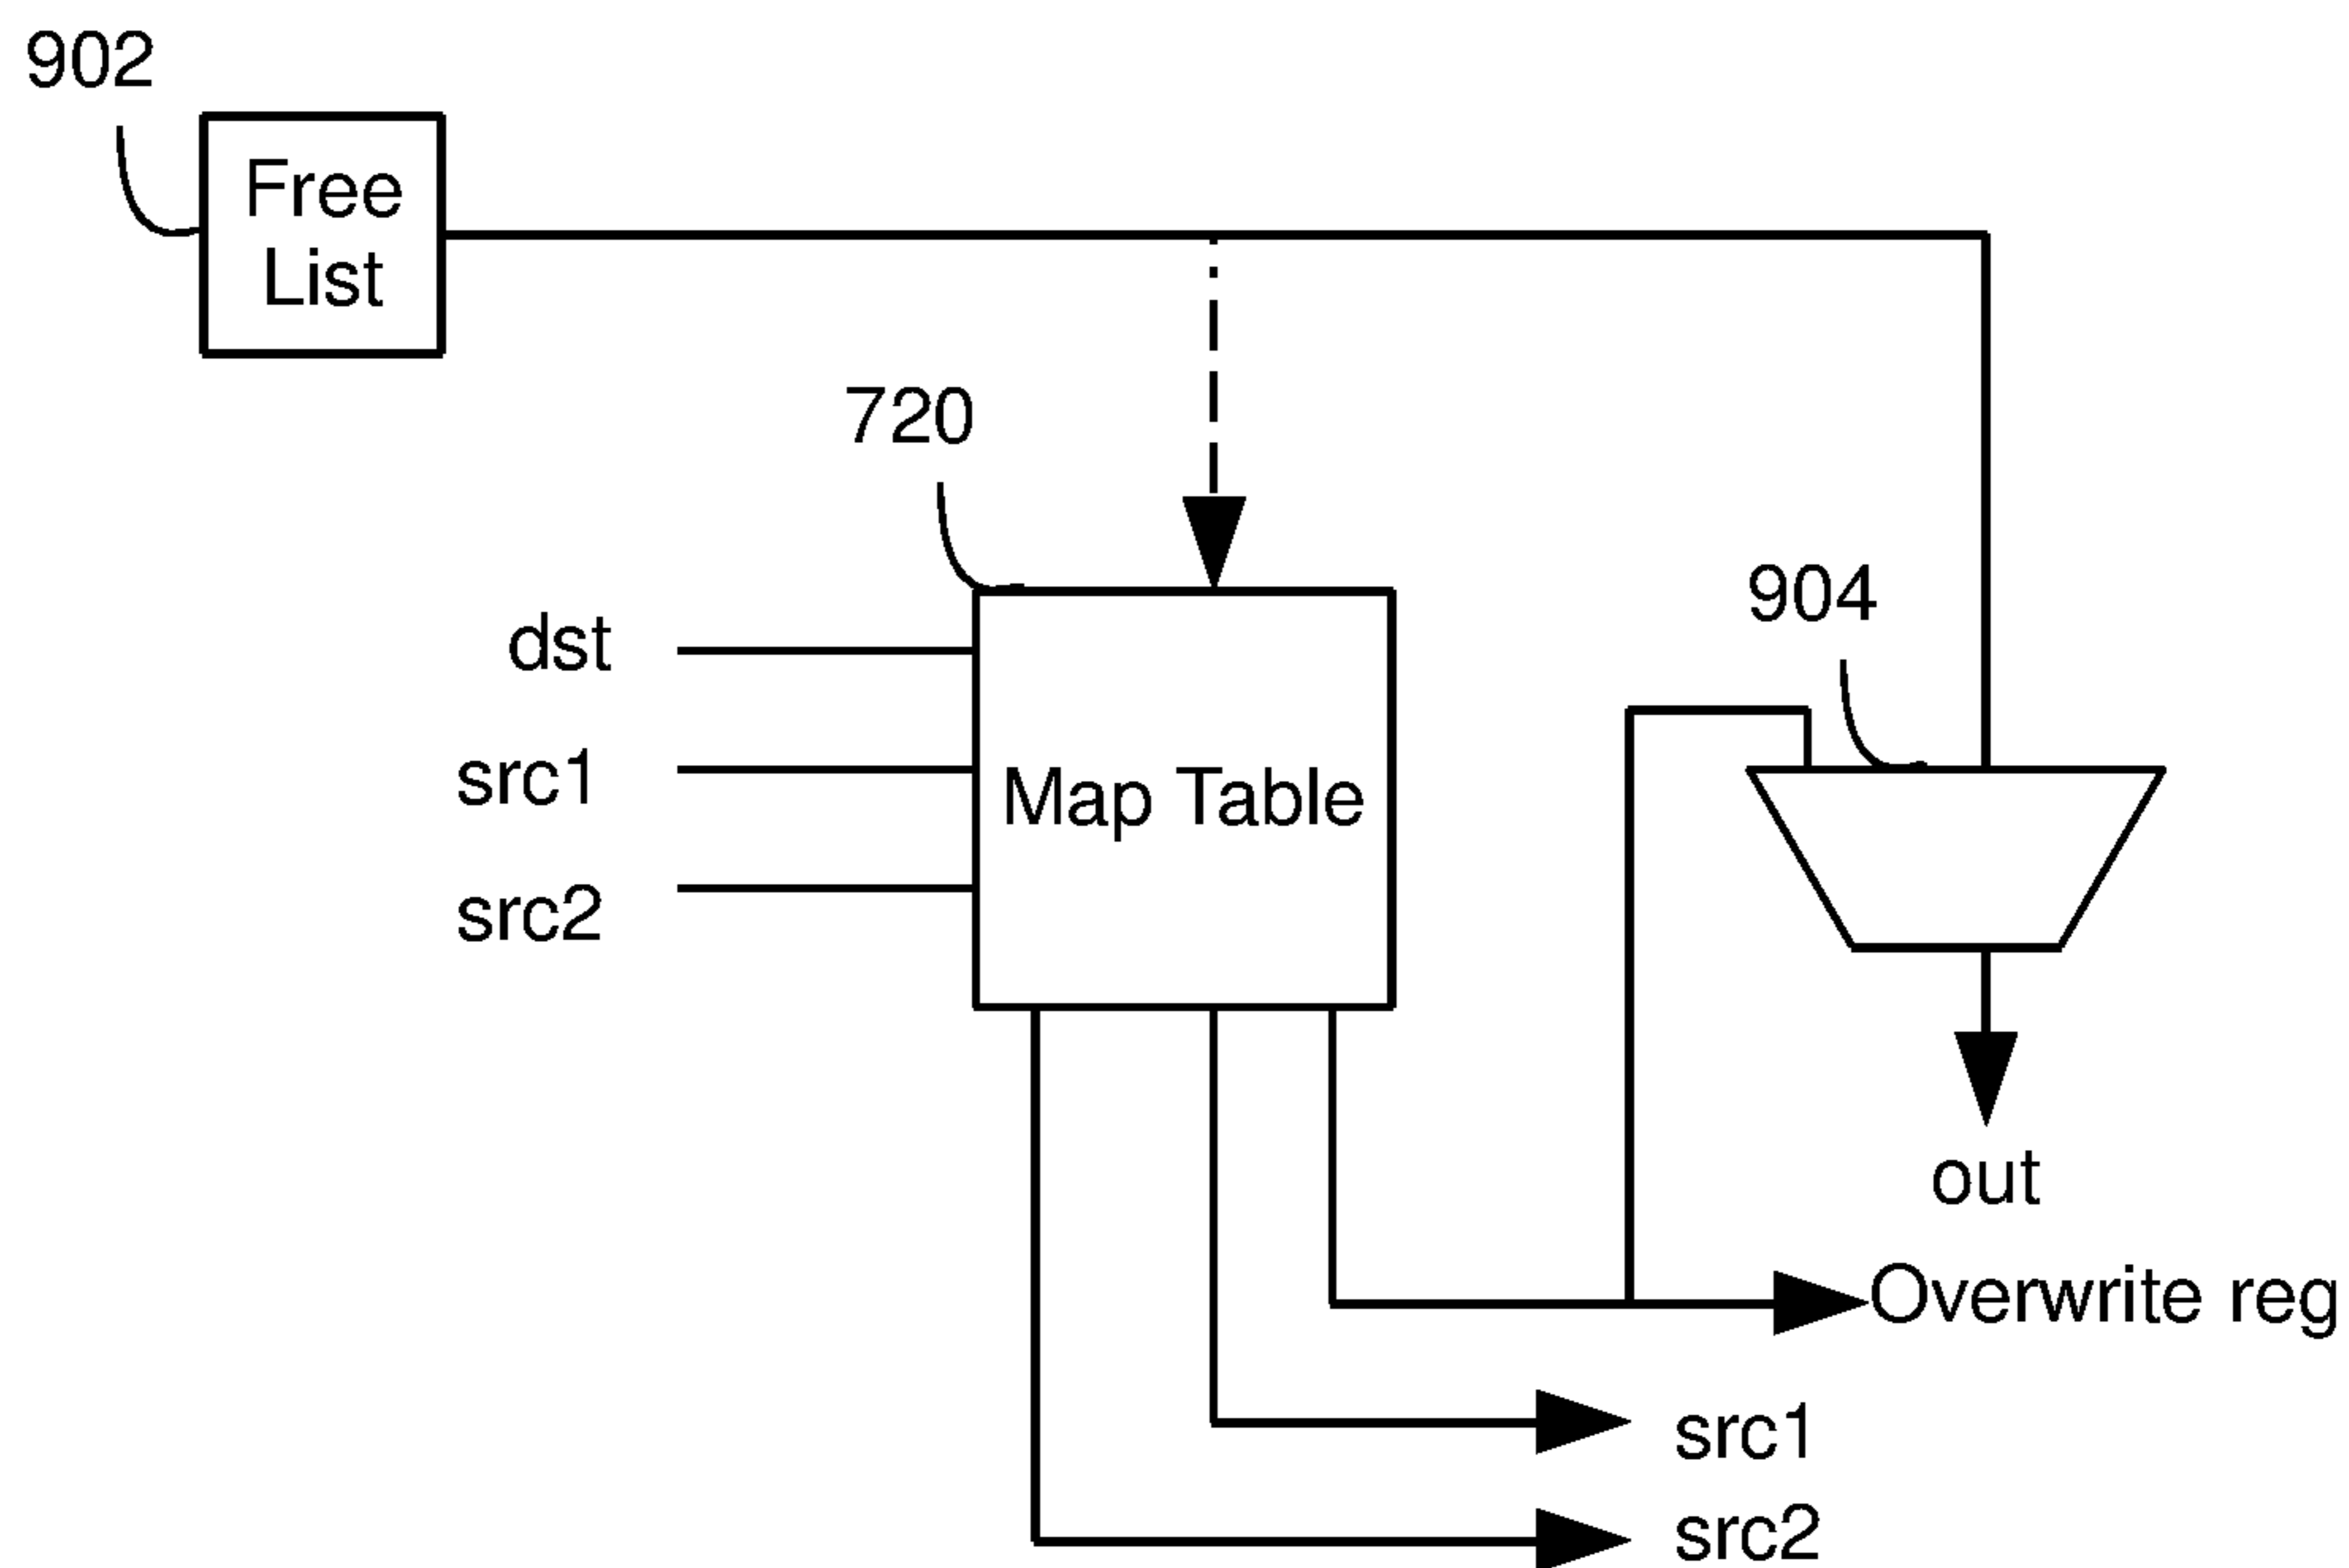 902
Free
List
720
904
dst
src1
Map Table
src2
out
Overwrite reg
src1
src2